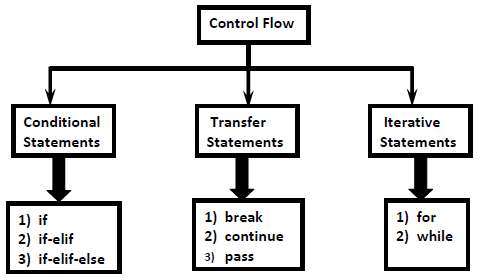 Control Flow
Conditional
Statements
Transfer
Statements
Iterative
Statements
1) if
2) if-elif
3) if-elif-else
1) break
2) continue
3) pass
1) for
2) while